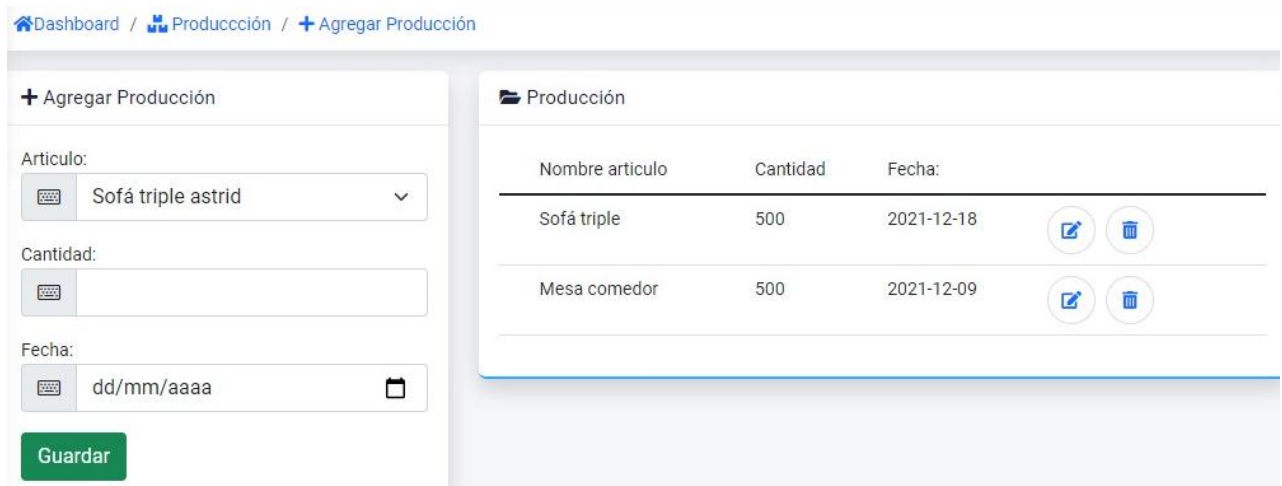 Dashboard / Produccción / Agregar Producción
Agregar Producción
Articulo:
Sofá triple astrid
Cantidad:
Fecha:
dd/mm/aaaa
Guardar
Producción
Nombre articulo Cantidad Fecha:
Sofá triple 500 2021-12-18
Mesa comedor 500 2021-12-09